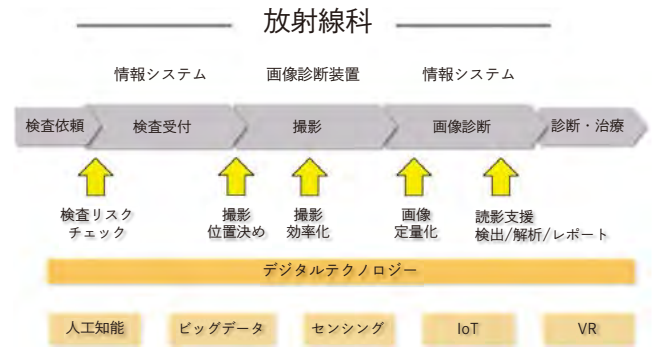 放射線科
情報システム 画像診断装置 情報システム
検査依頼 検査受付 撮影 画像診断 診断・治療
検査リスク
チェック
撮影
位置決め
撮影
効率化
画像
定量化
読影支援
検出/解析/レポート
デジタルテクノロジー
人工知能 ビッグデータ センシング IoT VR